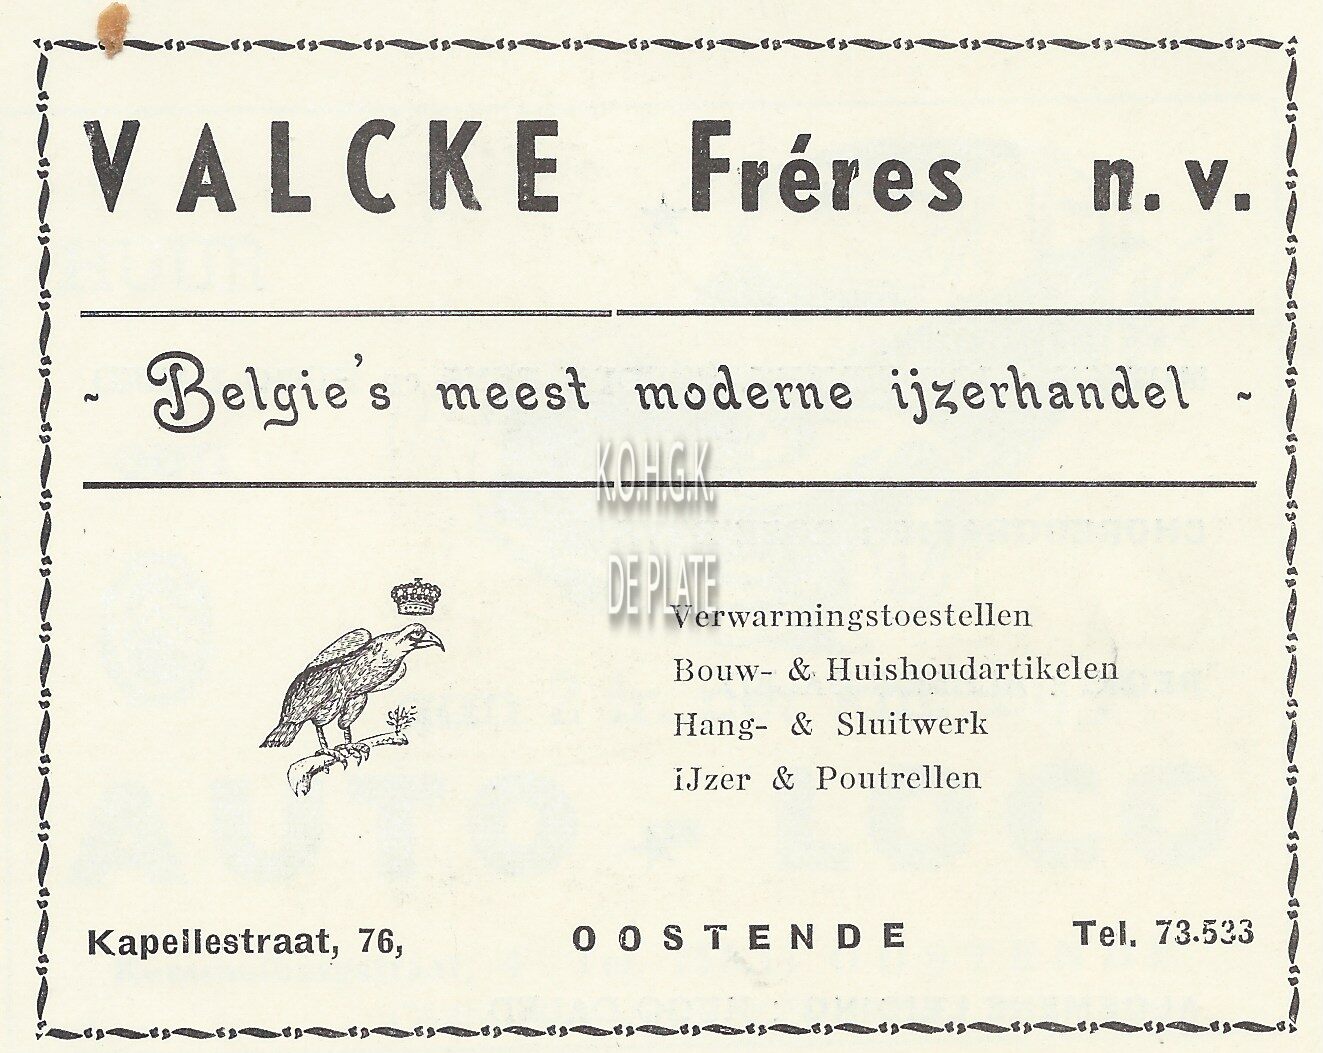 VALCKE Fréres n.v.
- Belgie's meest moderne ijzerhandel -
K.O.H.G.K.
DE PLATE
Verwarmingstoestellen
Bouw- & Huishoudartikelen
Hang- & Sluitwerk
iJzer & Poutrellen
Kapellestraat, 76, OOSTENDE Tel. 73.533